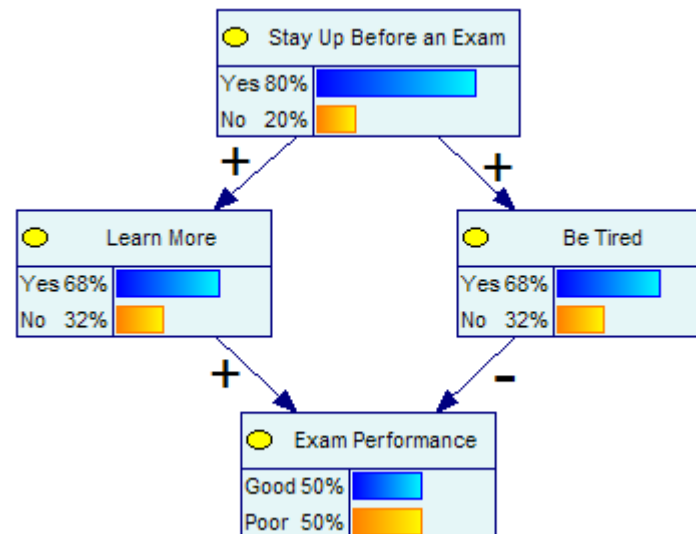 Stay Up Before an Exam
Yes 80%
No 20%
+ +
Learn More
Yes 68%
No 32%
Be Tired
Yes 68%
No 32%
+ -
Exam Performance
Good 50%
Poor 50%